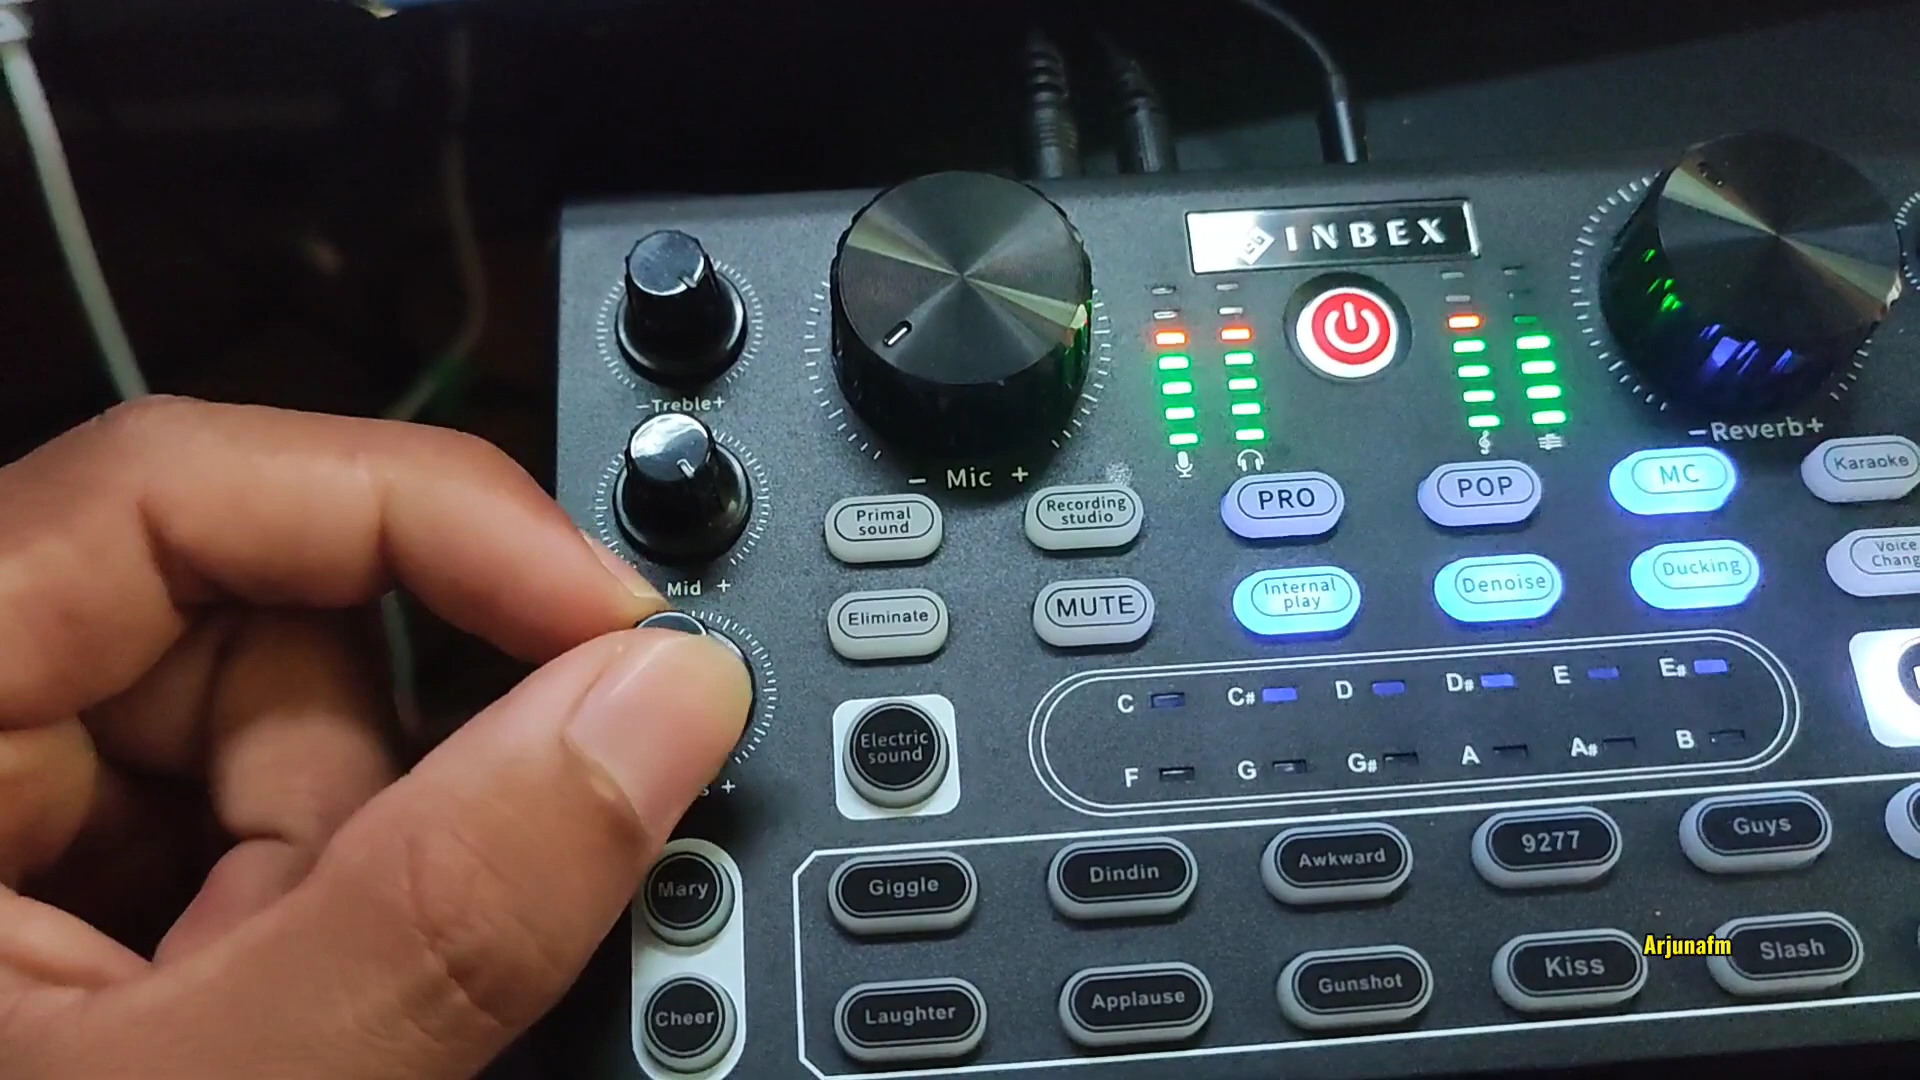 INBEX
−Treble+
− Mic +
−Reverb+
Mid +
Primal
sound
Recording
studio
PRO
POP
MC
Karaoke
Eliminate
MUTE
Internal
play
Denoise
Ducking
Voice
s +
Electric
sound
C C# D D# E E#
F G G# A A# B
Mary
Cheer
Giggle
Dindin
Awkward
9277
Guys
Laughter
Applause
Gunshot
Kiss
Arjunafm
Slash